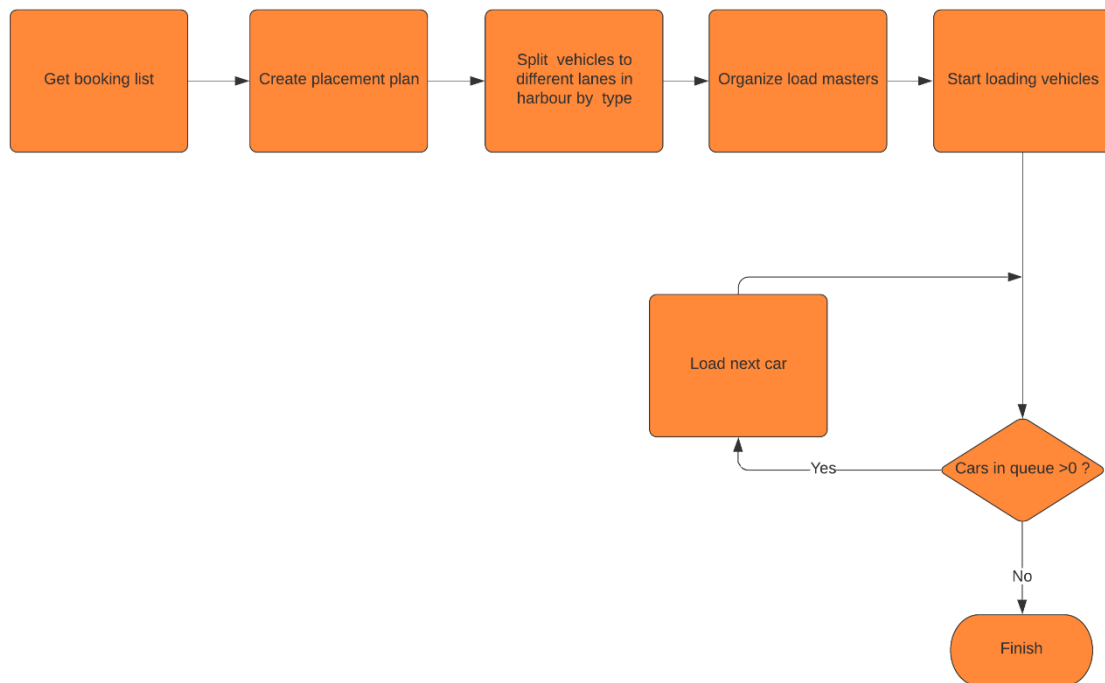 Get booking list
Create placement plan
Split vehicles to
different lanes in
harbour by type
Organize load masters
Start loading vehicles
Load next car
Yes
Cars in queue >0 ?
No
Finish